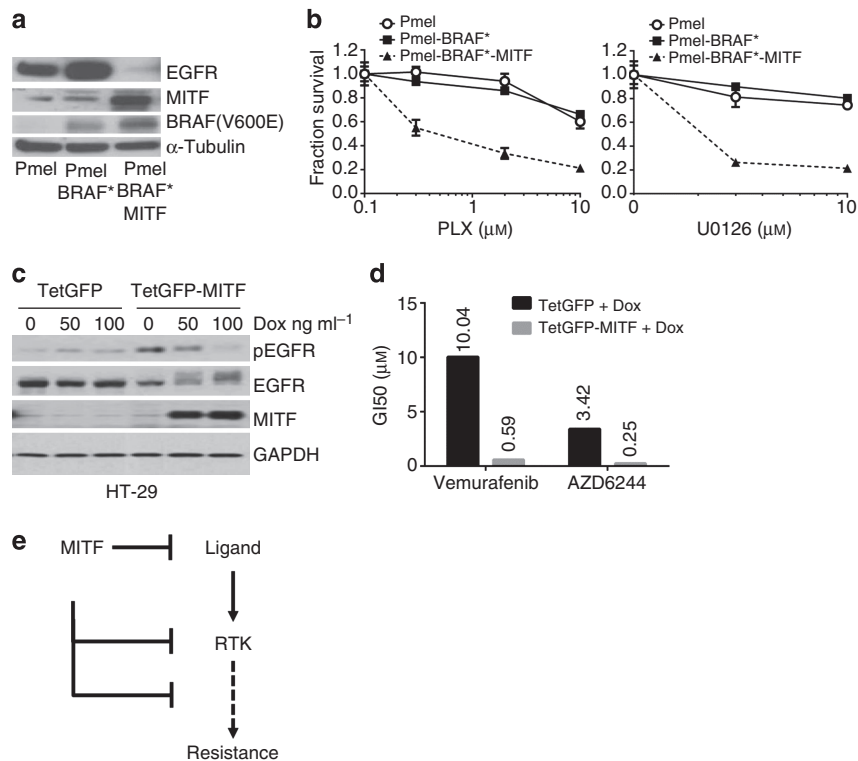 a
EGFR
MITF
BRAF(V600E)
α-Tubulin
Pmel Pmel Pmel
BRAF* BRAF*
MITF
b
Pmel
Pmel-BRAF*
Pmel-BRAF*-MITF
Fraction survival
1.2
1.0
0.8
0.6
0.4
0.2
0.0
0.1 1 10
PLX (μM)
Pmel
Pmel-BRAF*
Pmel-BRAF*-MITF
1.2
1.0
0.8
0.6
0.4
0.2
0.0
0 10
U0126 (μM)
c
TetGFP TetGFP-MITF
0 50 100 0 50 100 Dox ng ml⁻¹
pEGFR
EGFR
MITF
GAPDH
HT-29
d
TetGFP + Dox
TetGFP-MITF + Dox
GI50 (μM)
15
10
5
0
10.04
0.59
3.42
0.25
Vemurafenib AZD6244
e
MITF Ligand
RTK
Resistance